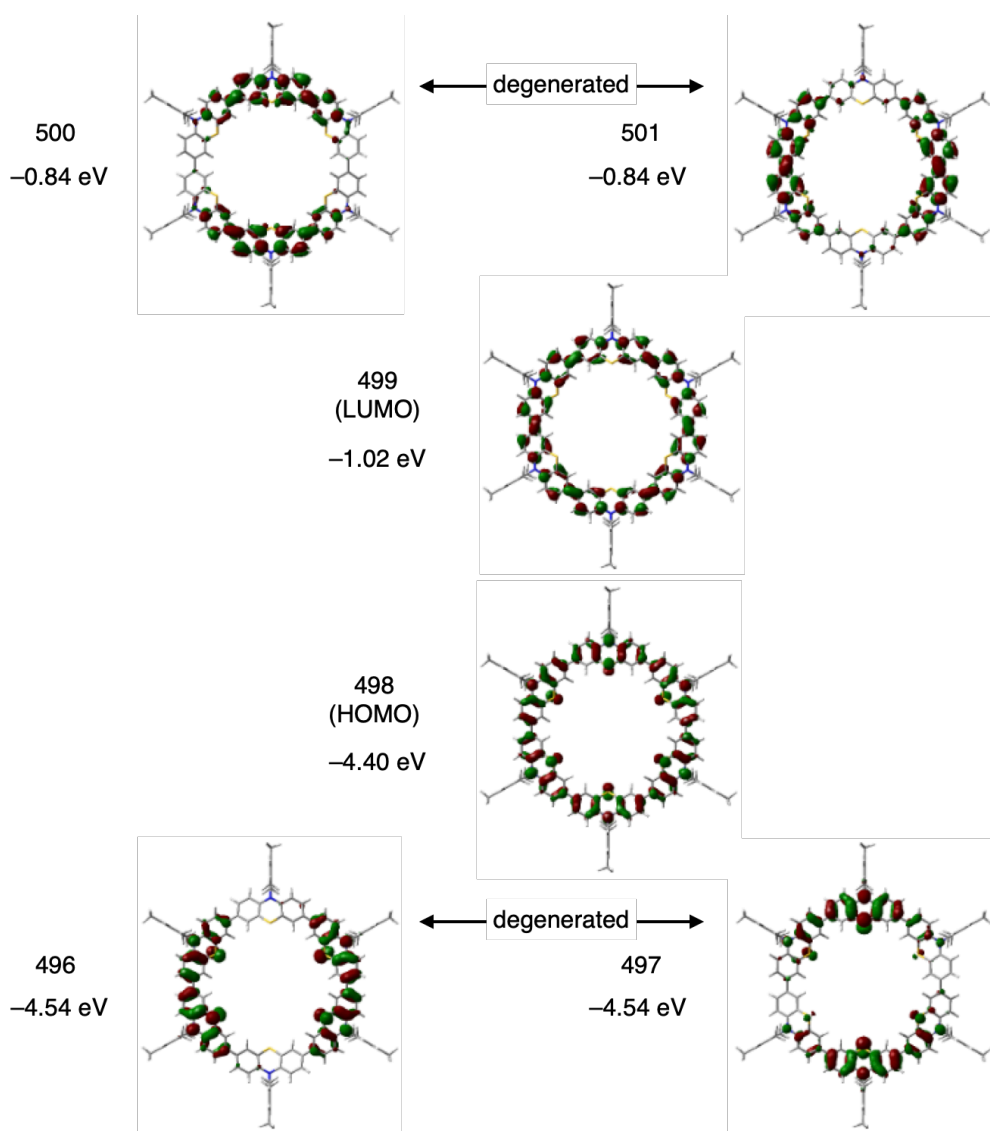 degenerated
500
–0.84 eV
501
–0.84 eV
499
(LUMO)
–1.02 eV
498
(HOMO)
–4.40 eV
degenerated
496
–4.54 eV
497
–4.54 eV